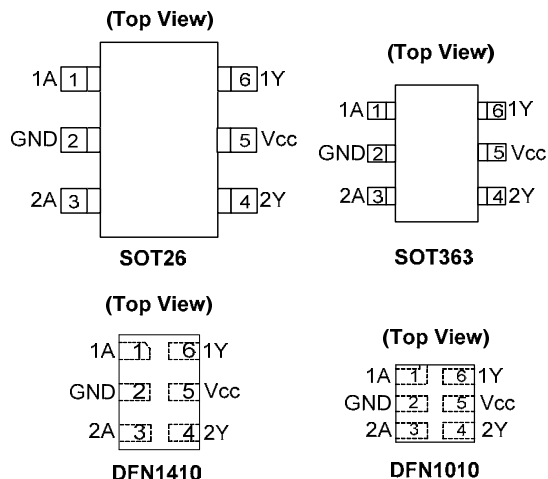 (Top View)
1A 1 6 1Y
GND 2 5 Vcc
2A 3 4 2Y
SOT26
(Top View)
1A 1 6 1Y
GND 2 5 Vcc
2A 3 4 2Y
SOT363
(Top View)
1A 1 6 1Y
GND 2 5 Vcc
2A 3 4 2Y
DFN1410
(Top View)
1A 1 6 1Y
GND 2 5 Vcc
2A 3 4 2Y
DFN1010